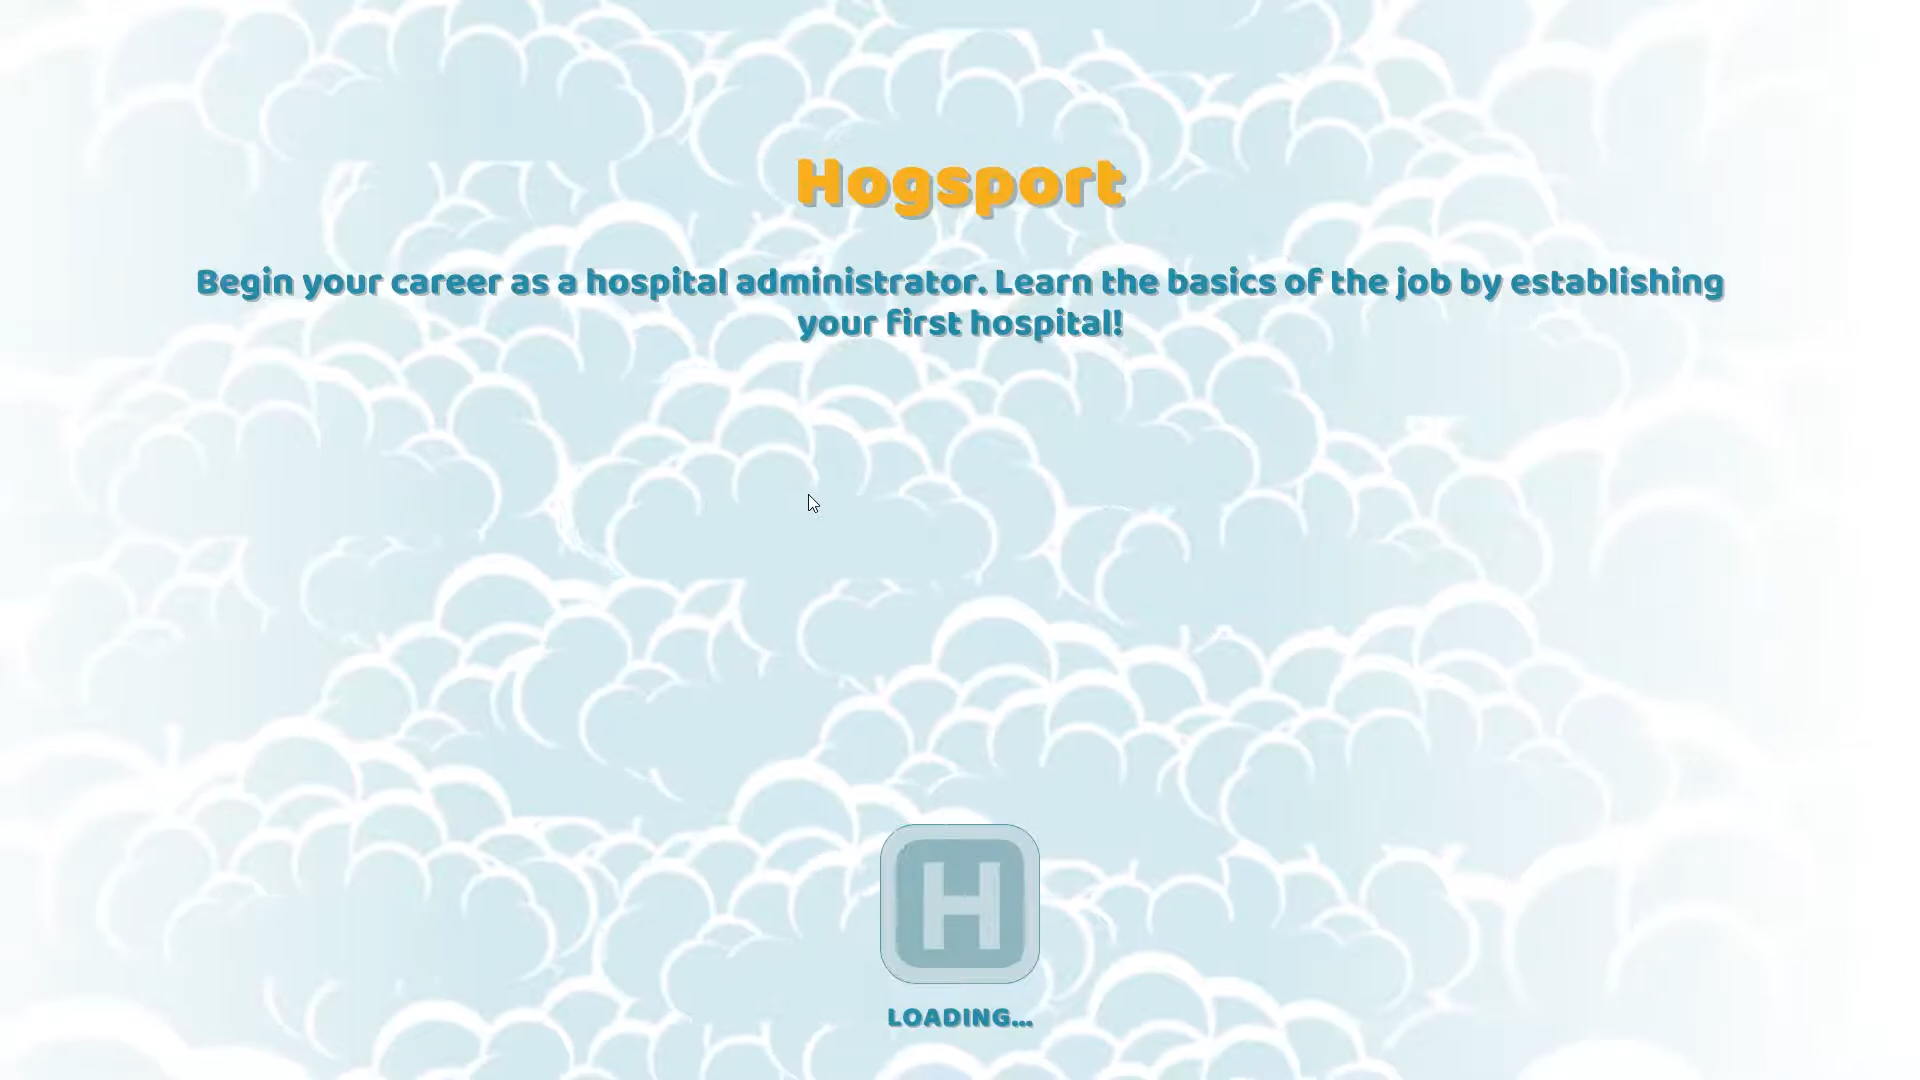 Hogsport
Begin your career as a hospital administrator. Learn the basics of the job by establishing
your first hospital!
H
LOADING...